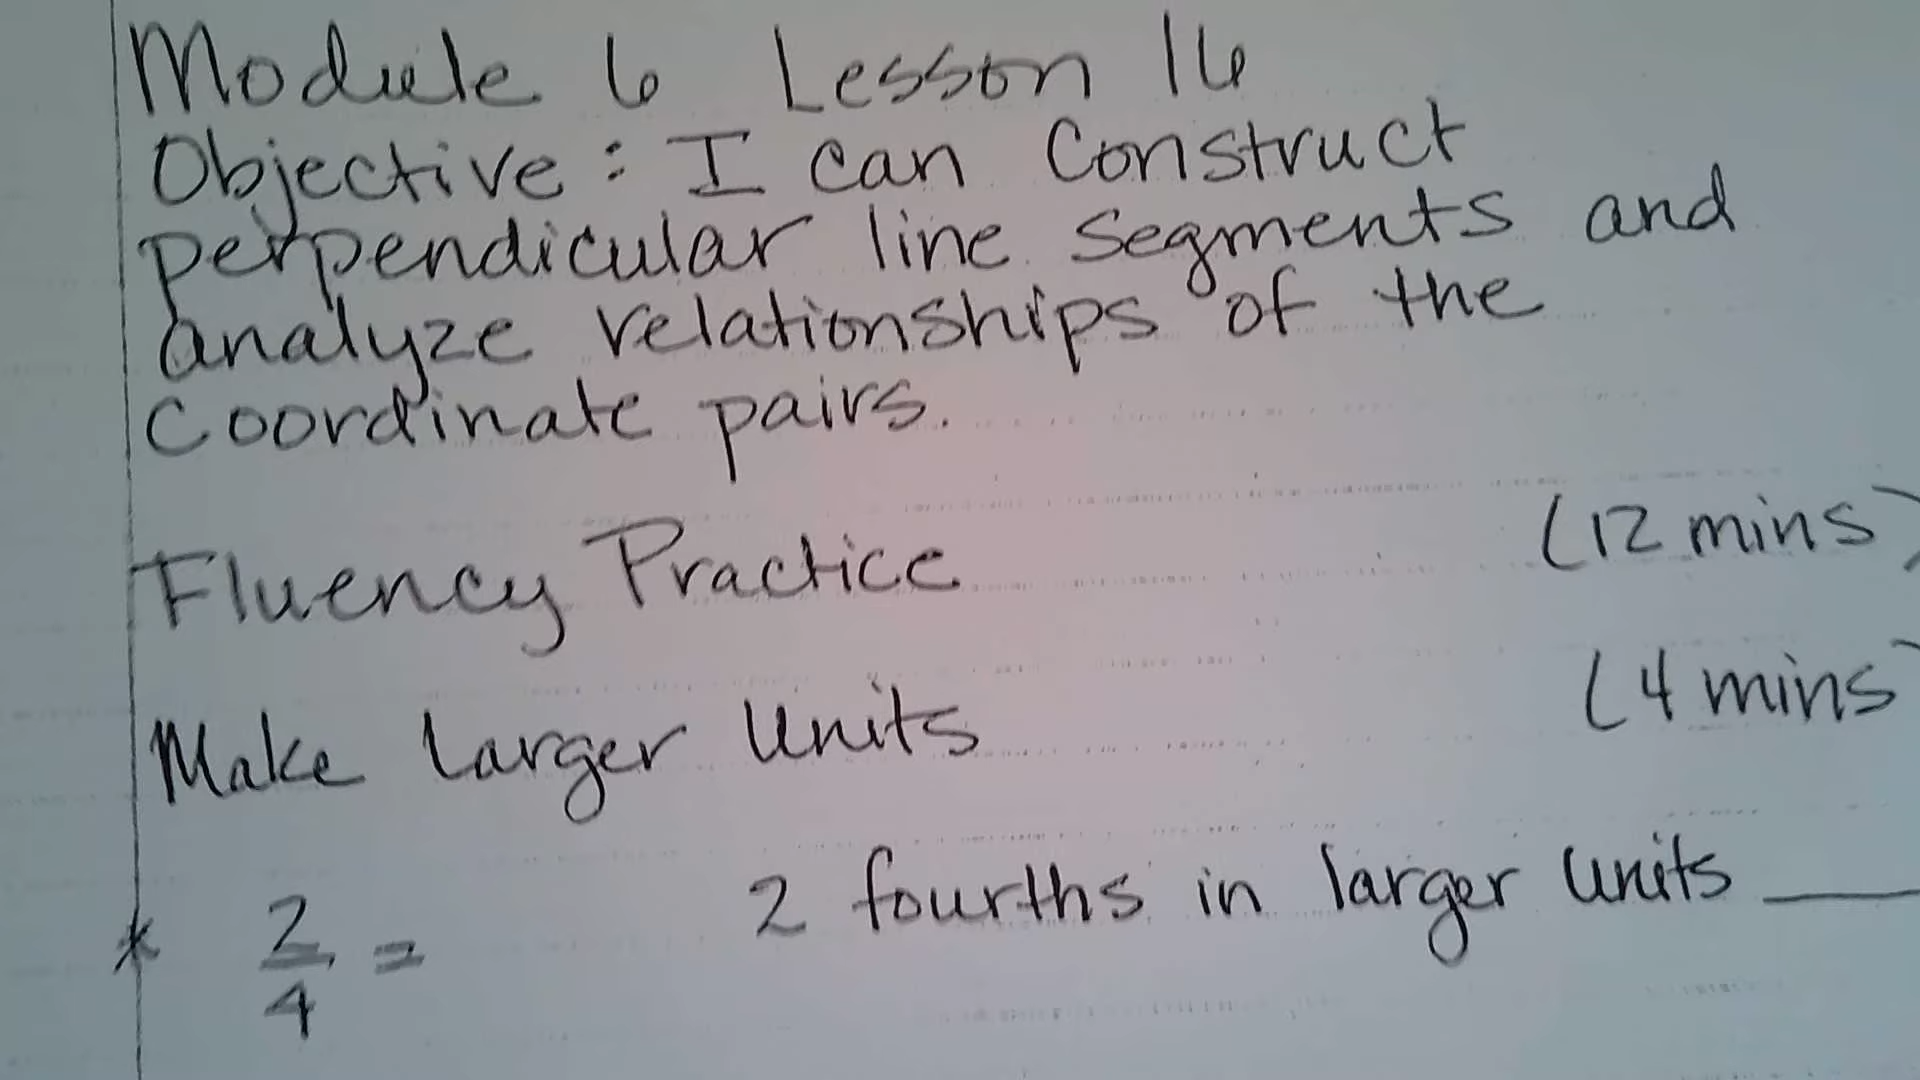 Module 6 Lesson 16
Objective: I can Construct
perpendicular line segments and
analyze relationships of the
Coordinate pairs.
Fluency Practice (12 mins)
Make Larger Units (4 mins)
* 2/4 = 2 fourths in larger units ___